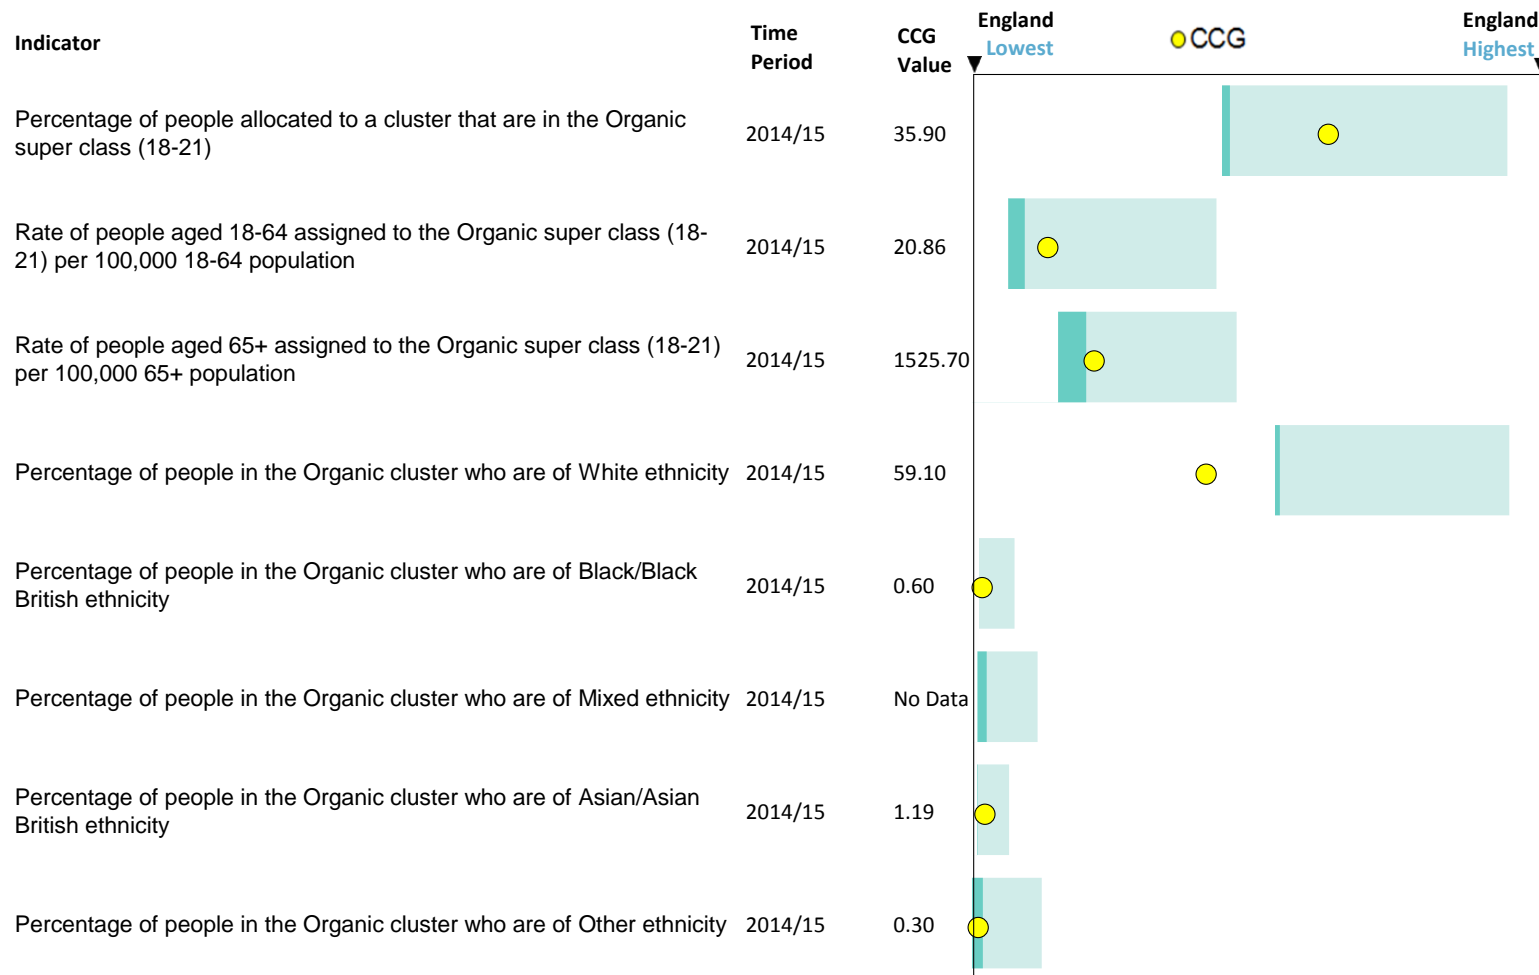 Indicator
Time
Period
CCG
Value
England
Lowest
CCG
England
Highest
Percentage of people allocated to a cluster that are in the Organic
super class (18-21)
2014/15
35.90
Rate of people aged 18-64 assigned to the Organic super class (18-
21) per 100,000 18-64 population
2014/15
20.86
Rate of people aged 65+ assigned to the Organic super class (18-21)
per 100,000 65+ population
2014/15
1525.70
Percentage of people in the Organic cluster who are of White ethnicity
2014/15
59.10
Percentage of people in the Organic cluster who are of Black/Black
British ethnicity
2014/15
0.60
Percentage of people in the Organic cluster who are of Mixed ethnicity
2014/15
No Data
Percentage of people in the Organic cluster who are of Asian/Asian
British ethnicity
2014/15
1.19
Percentage of people in the Organic cluster who are of Other ethnicity
2014/15
0.30